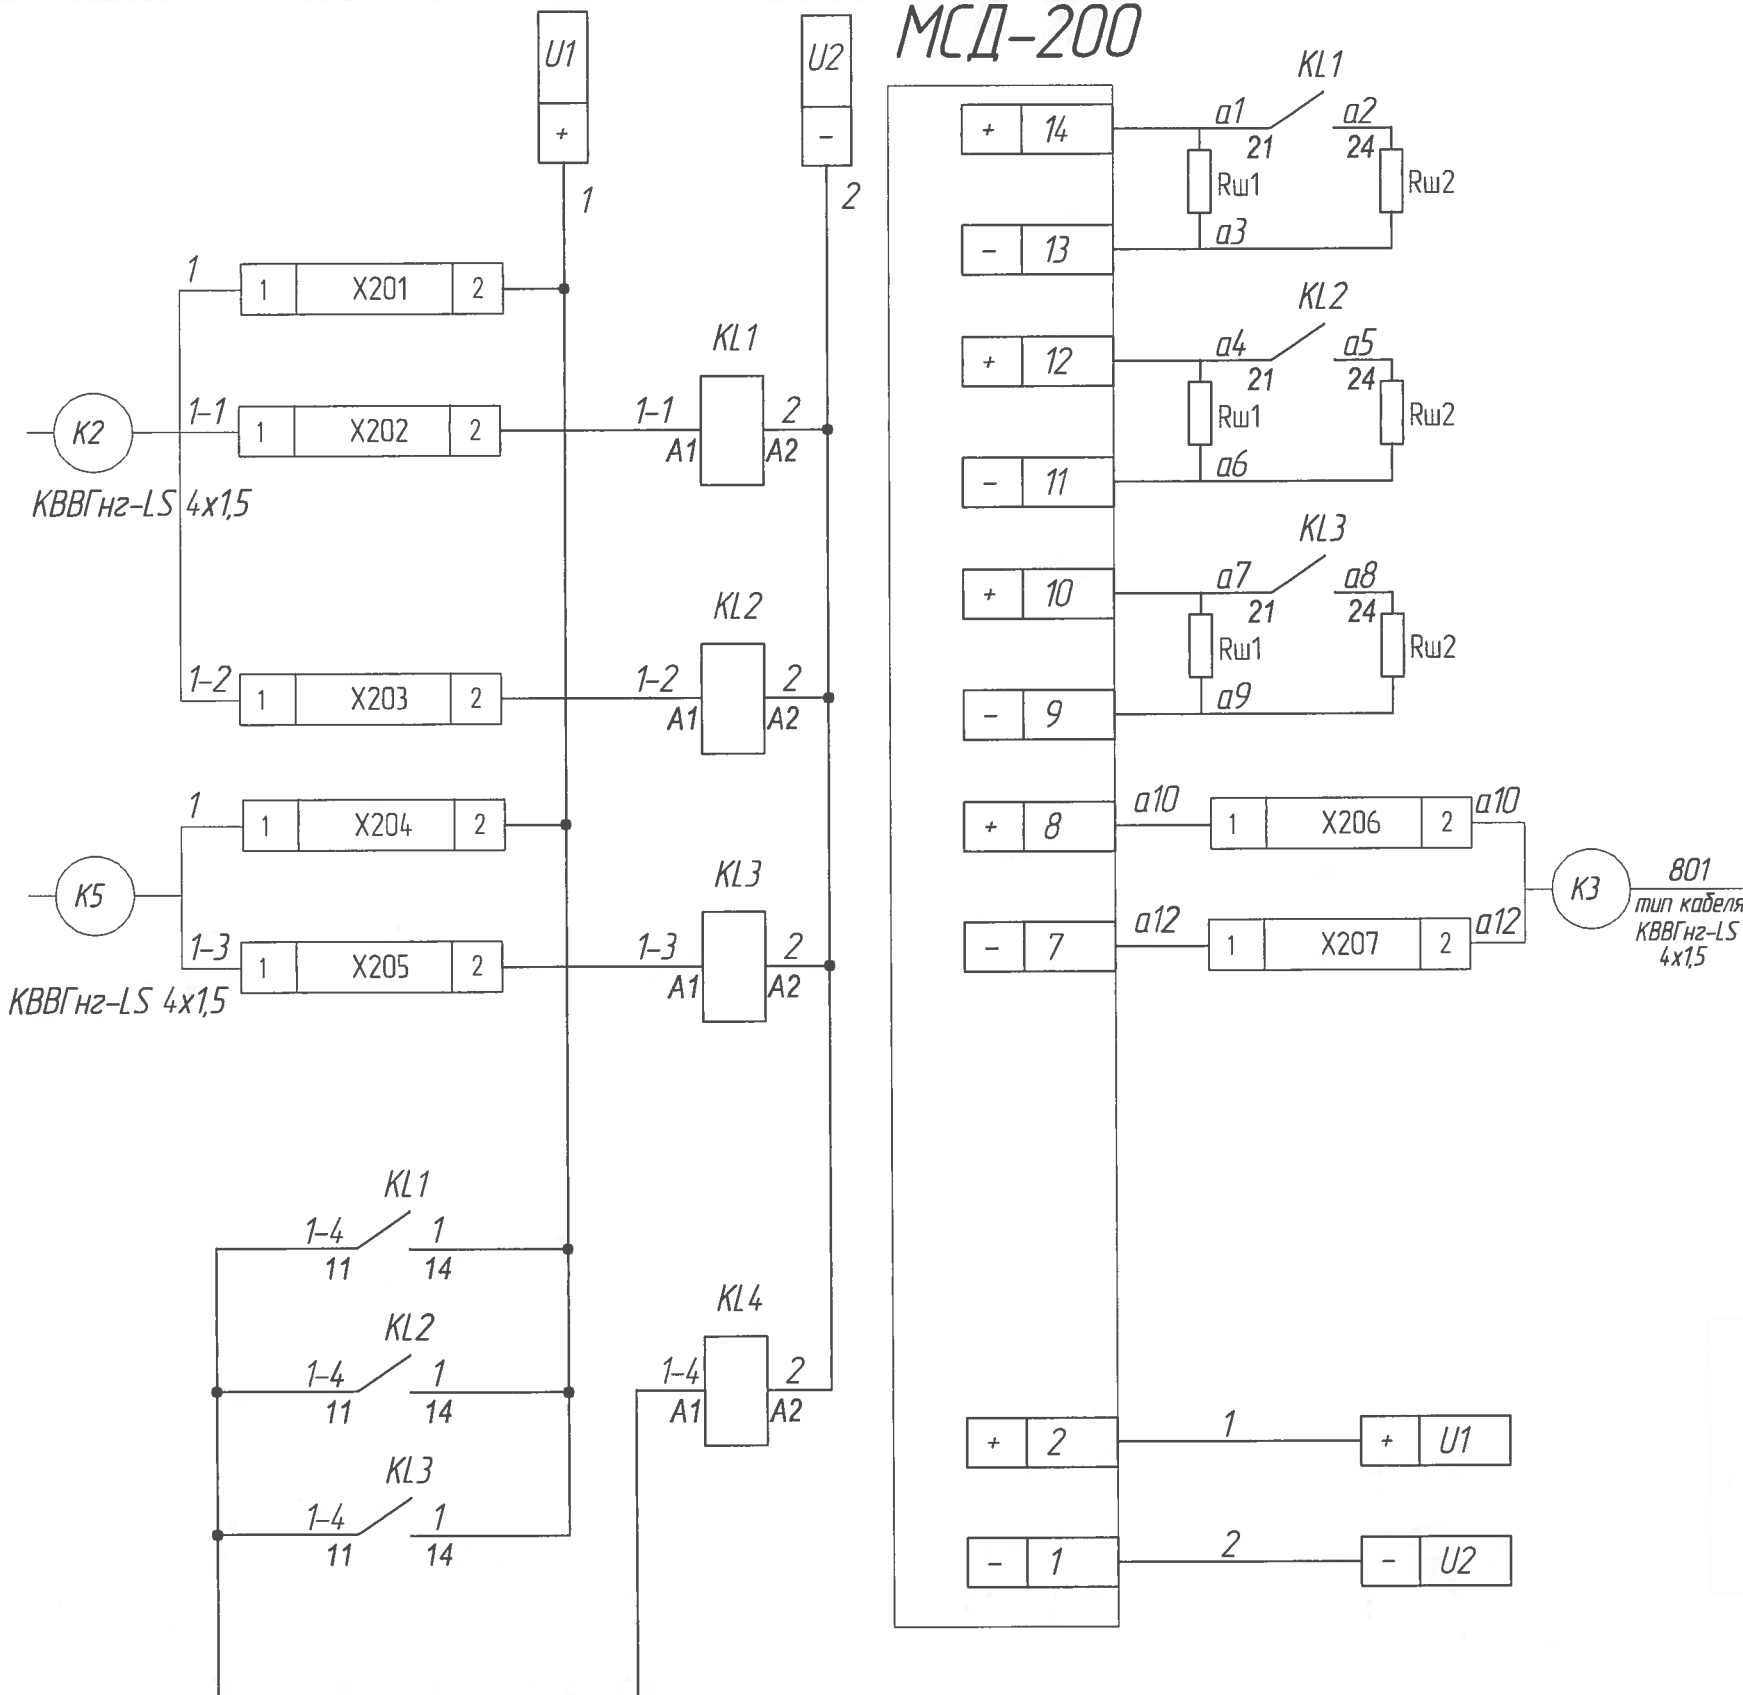 U1
+
1
U2
-
2
МСД-200
1
1 X201 2
K2
1-1
1 X202 2
1-1
A1
KL1
2
A2
КВВГнг-LS 4x1,5
1-2
1 X203 2
1-2
A1
KL2
2
A2
1
1 X204 2
K5
1-3
1 X205 2
1-3
A1
KL3
2
A2
КВВГнг-LS 4x1,5
KL1
1-4
11
1
14
KL2
1-4
11
1
14
KL3
1-4
11
1
14
KL4
1-4
A1
2
A2
+ 14
a1
21
KL1
a2
24
Rш1
Rш2
- 13
a3
+ 12
a4
21
KL2
a5
24
Rш1
Rш2
- 11
a6
+ 10
a7
21
KL3
a8
24
Rш1
Rш2
- 9
a9
+ 8
a10
1 X206 2
a10
- 7
a12
1 X207 2
a12
K3
801
тип кабеля
КВВГнг-LS
4x1,5
+ 2
1
+ U1
- 1
2
- U2